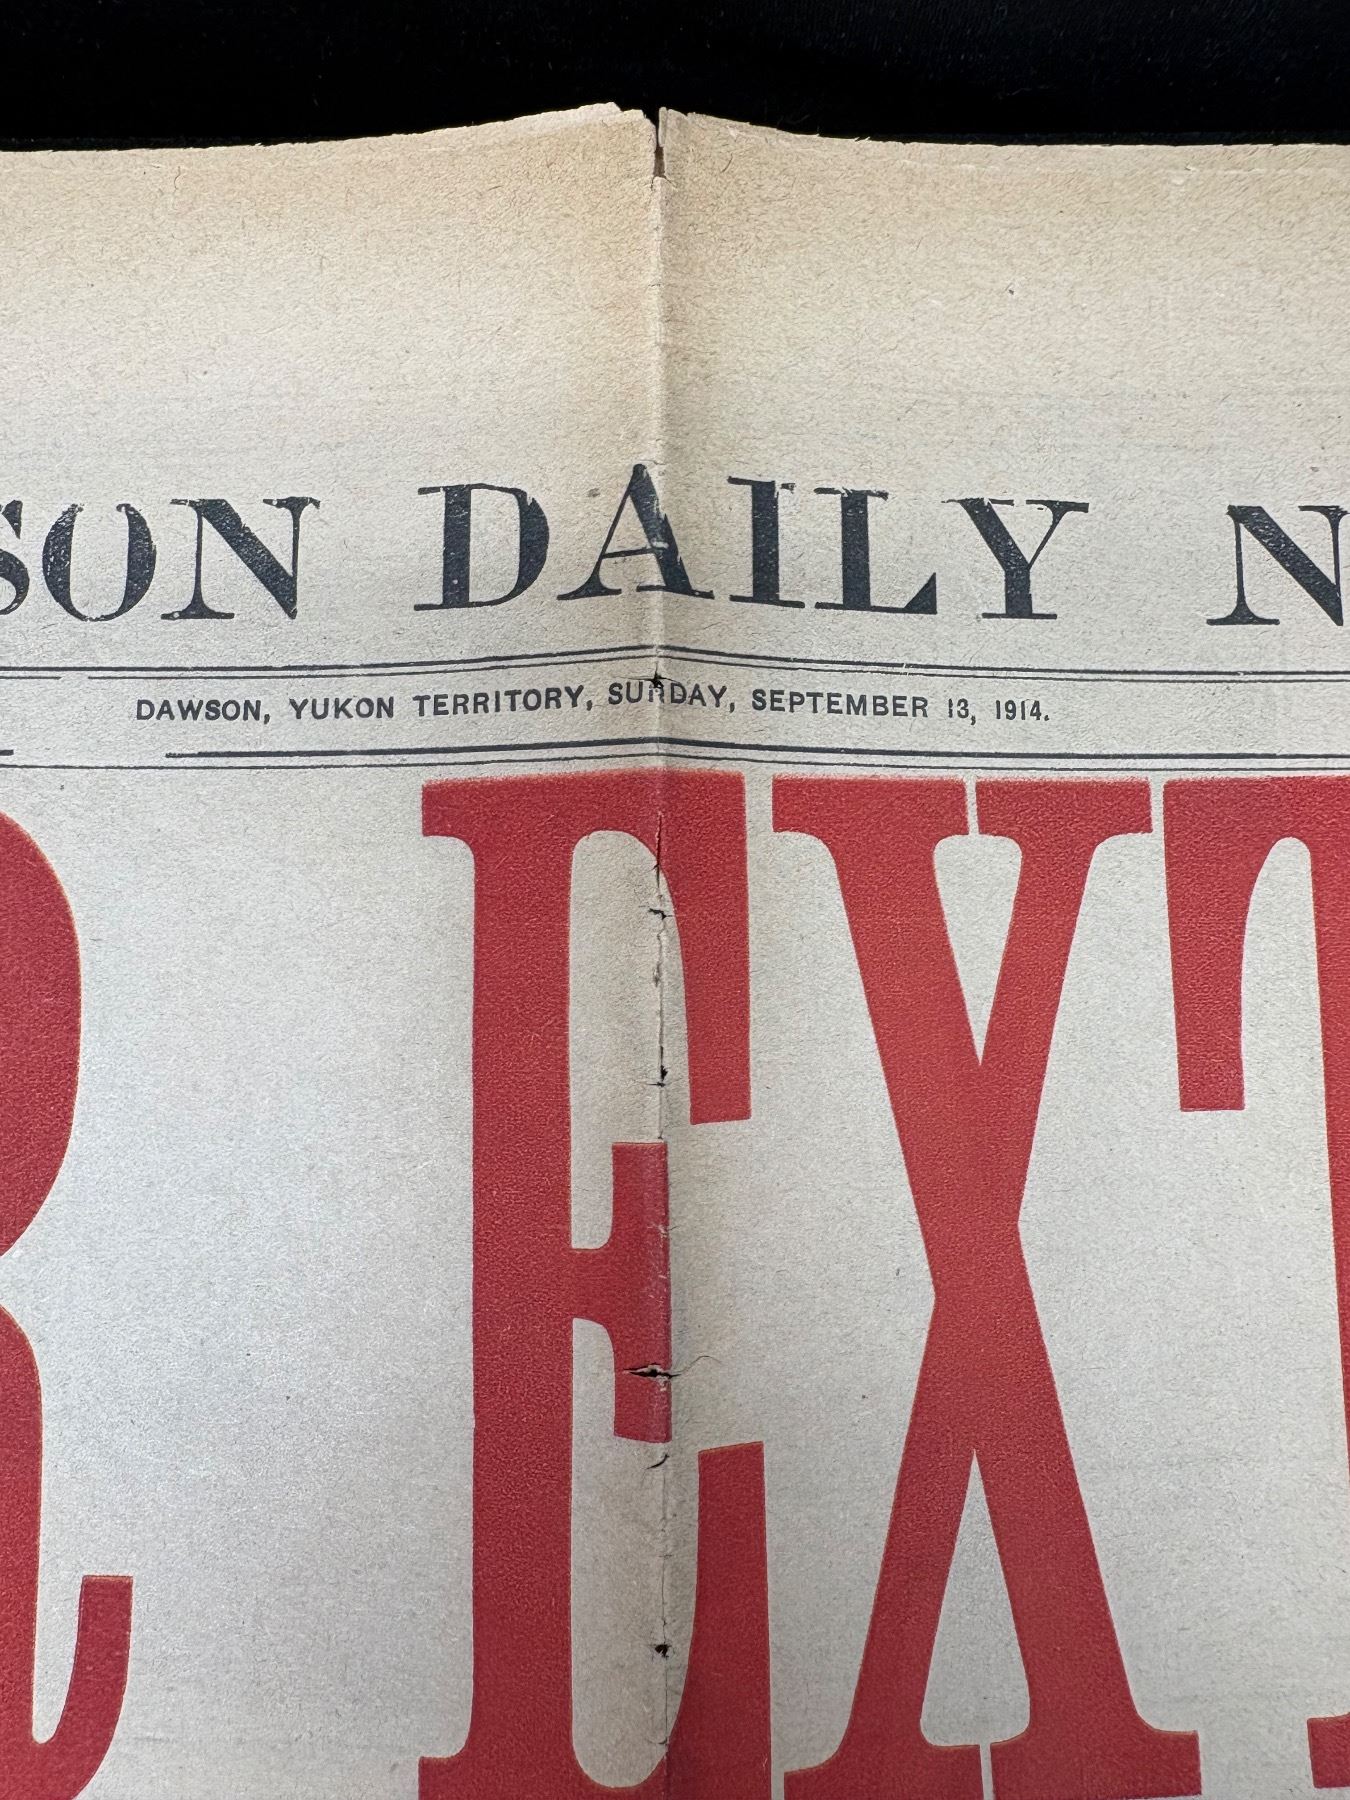 SON DAILY N
DAWSON, YUKON TERRITORY, SUNDAY, SEPTEMBER 13, 1914.
R EXT